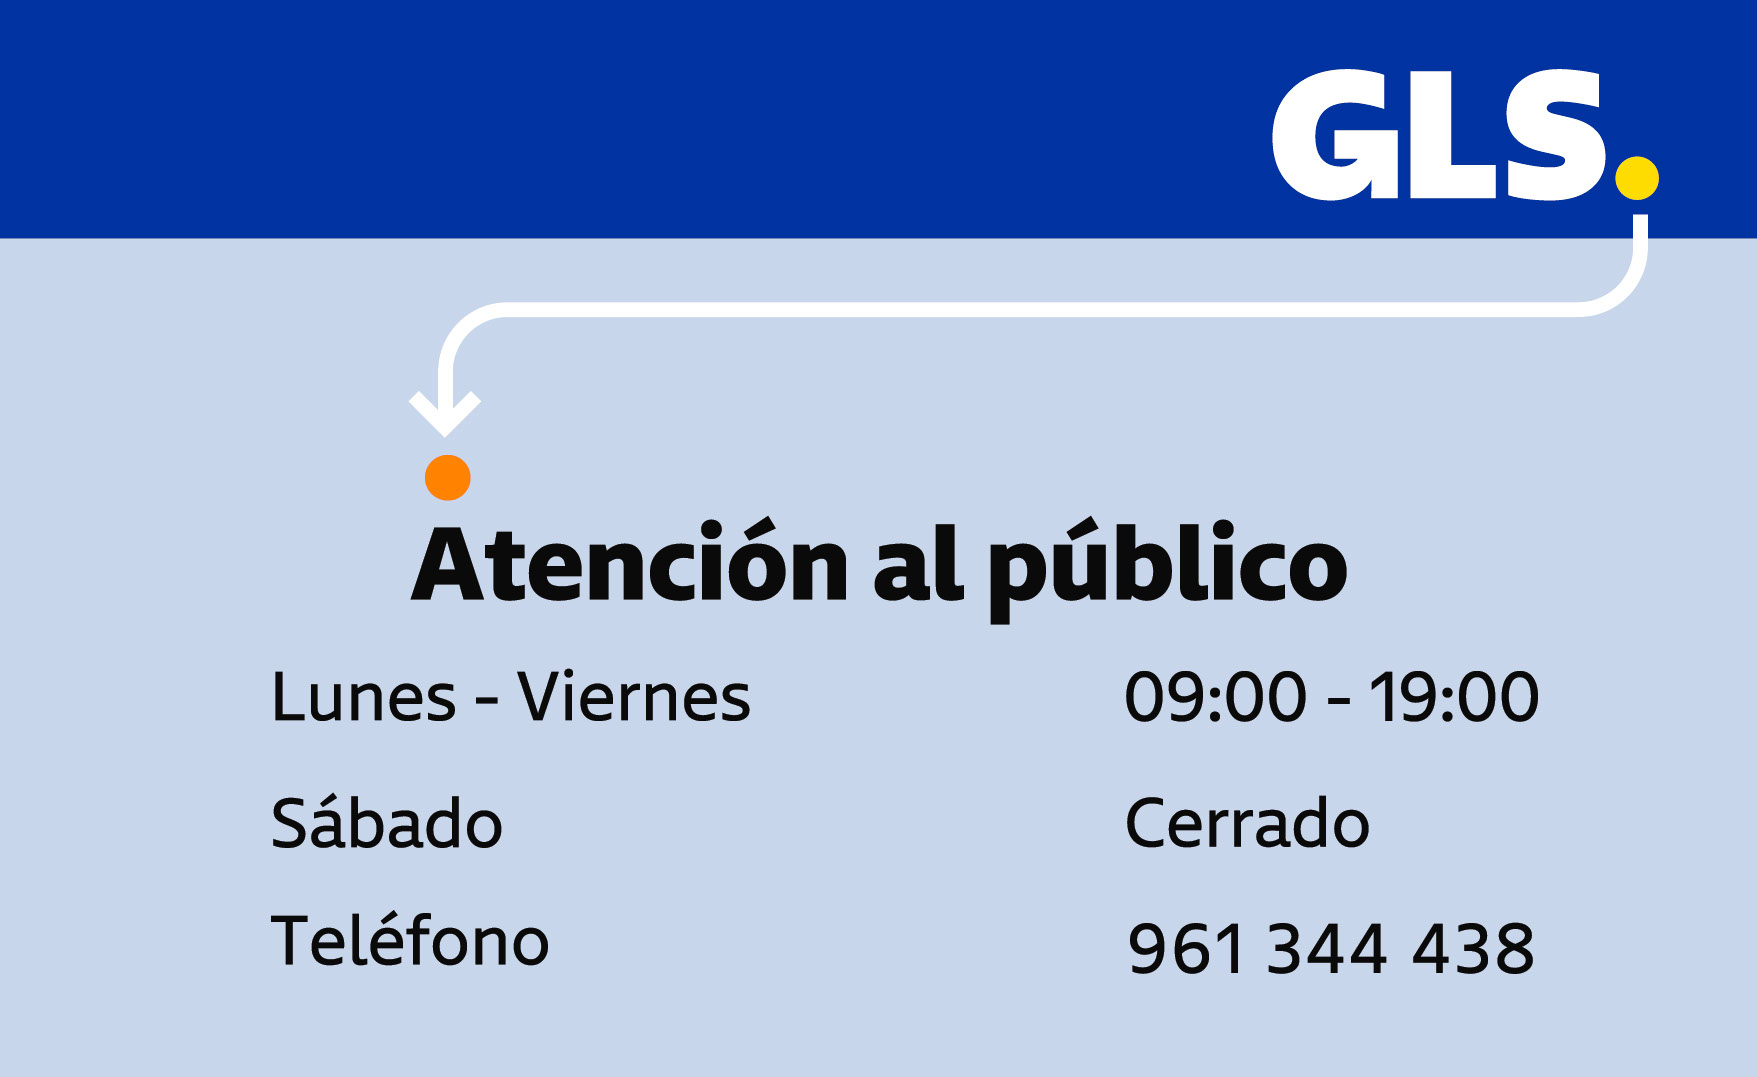 GLS.
Atención al público
Lunes - Viernes 09:00 - 19:00
Sábado Cerrado
Teléfono 961 344 438